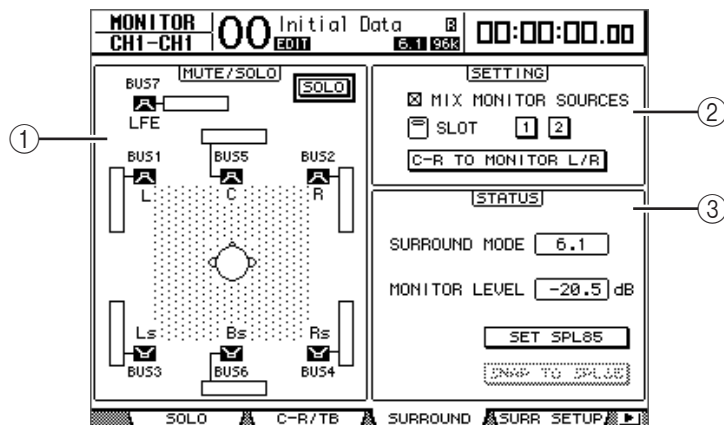 MONITOR
CH1-CH1
00
Initial Data
EDIT
6.1
96K
00:00:00.00
MUTE/SOLO
SOLO
BUS7
LFE
BUS1
BUS5
BUS2
L
C
R
Ls
Bs
Rs
BUS3
BUS6
BUS4
1
SETTING
MIX MONITOR SOURCES
SLOT 1 2
C-R TO MONITOR L/R
2
STATUS
SURROUND MODE 6.1
MONITOR LEVEL -20.5 dB
SET SPL85
SNAP TO SPL85
3
SOLO
C-R/TB
SURROUND
SURR SETUP